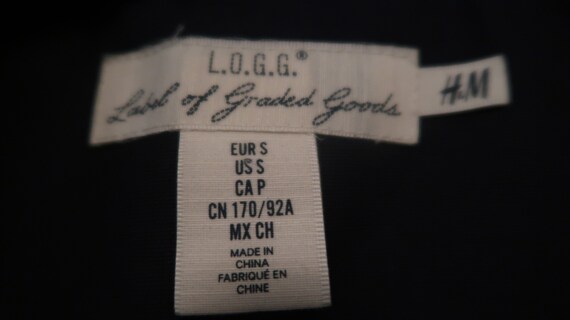 L.O.G.G.®
Label of Graded Goods
H&M
EUR S
US S
CA P
CN 170/92A
MX CH
MADE IN
CHINA
FABRIQUÉ EN
CHINE